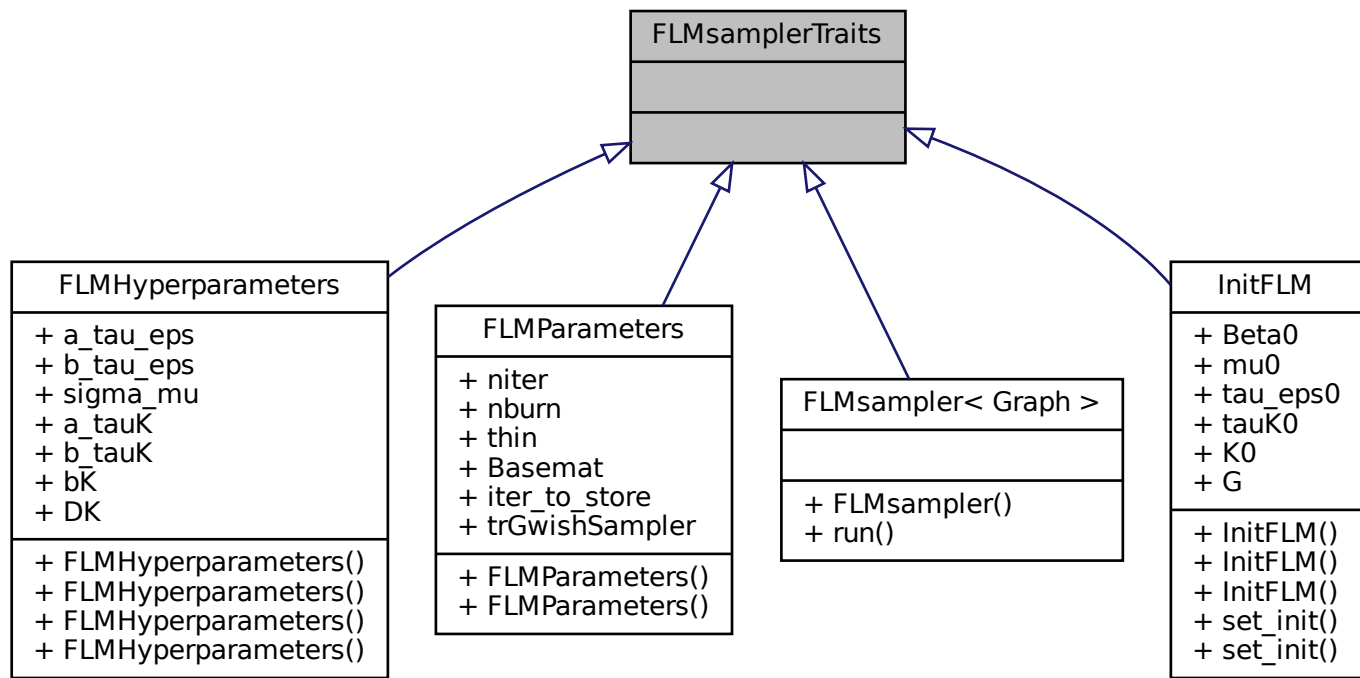 FLMsamplerTraits
FLMHyperparameters
+ a_tau_eps
+ b_tau_eps
+ sigma_mu
+ a_tauK
+ b_tauK
+ bK
+ DK
+ FLMHyperparameters()
+ FLMHyperparameters()
+ FLMHyperparameters()
+ FLMHyperparameters()
FLMParameters
+ niter
+ nburn
+ thin
+ Basemat
+ iter_to_store
+ trGwishSampler
+ FLMParameters()
+ FLMParameters()
FLMsampler< Graph >
+ FLMsampler()
+ run()
InitFLM
+ Beta0
+ mu0
+ tau_eps0
+ tauK0
+ K0
+ G
+ InitFLM()
+ InitFLM()
+ InitFLM()
+ set_init()
+ set_init()